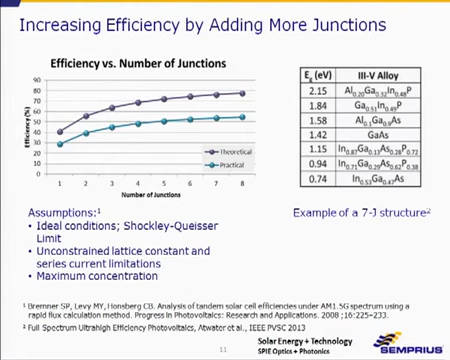 Increasing Efficiency by Adding More Junctions
Efficiency vs. Number of Junctions
Efficiency (%)
90
80
70
60
50
40
30
20
10
0
1 2 3 4 5 6 7 8
Number of Junctions
Theoretical
Practical
Eg (eV) III-V Alloy
2.15 Al0.20Ga0.32In0.48P
1.84 Ga0.51In0.49P
1.58 Al0.1Ga0.9As
1.42 GaAs
1.15 In0.87Ga0.13As0.28P0.72
0.94 In0.71Ga0.29As0.62P0.38
0.74 In0.53Ga0.47As
Assumptions:1
• Ideal conditions; Shockley-Queisser
Limit
• Unconstrained lattice constant and
series current limitations
• Maximum concentration
Example of a 7-J structure2
1 Bremner SP, Levy MY, Honsberg CB. Analysis of tandem solar cell efficiencies under AM1.5G spectrum using a
rapid flux calculation method. Progress in Photovoltaics: Research and Applications. 2008 ;16:225–233.
2 Full Spectrum Ultrahigh Efficiency Photovoltaics, Atwater et al., IEEE PVSC 2013
11
Solar Energy + Technology
SPIE Optics + Photonics
SEMPRIUS